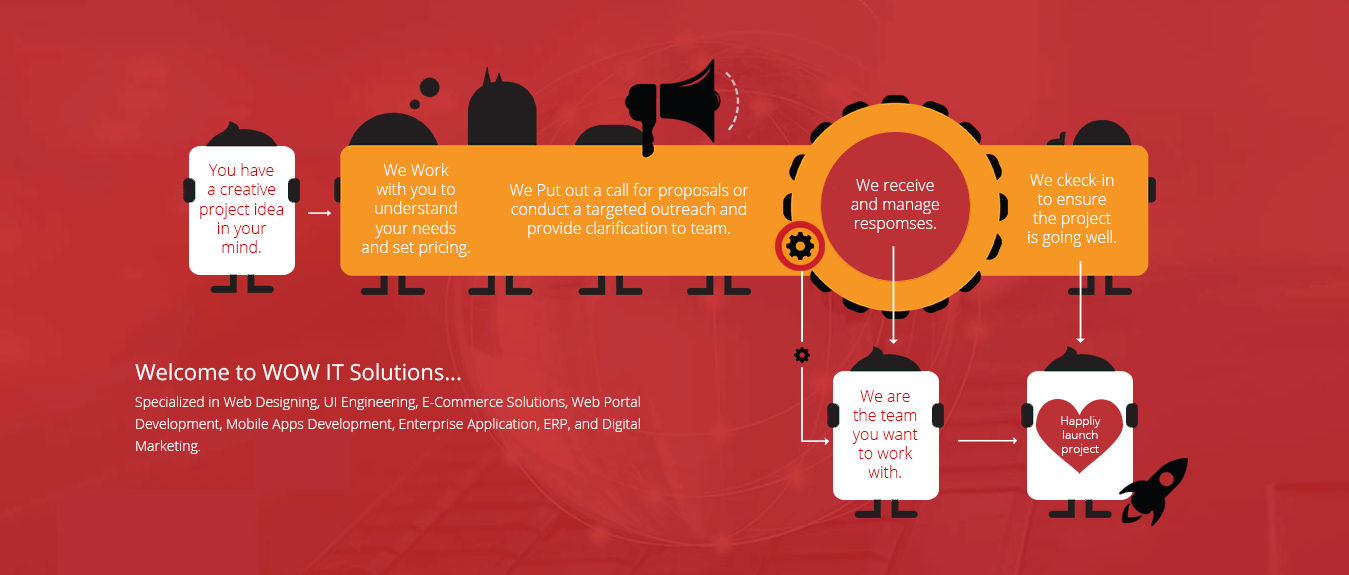 You have
a creative
project idea
in your
mind.
We Work
with you to
understand
your needs
and set pricing.
We Put out a call for proposals or
conduct a targeted outreach and
provide clarification to team.
We receive
and manage
respomses.
We ckeck-in
to ensure
the project
is going well.
We are
the team
you want
to work
with.
Happliy
launch
project
Welcome to WOW IT Solutions...
Specialized in Web Designing, UI Engineering, E-Commerce Solutions, Web Portal
Development, Mobile Apps Development, Enterprise Application, ERP, and Digital
Marketing.